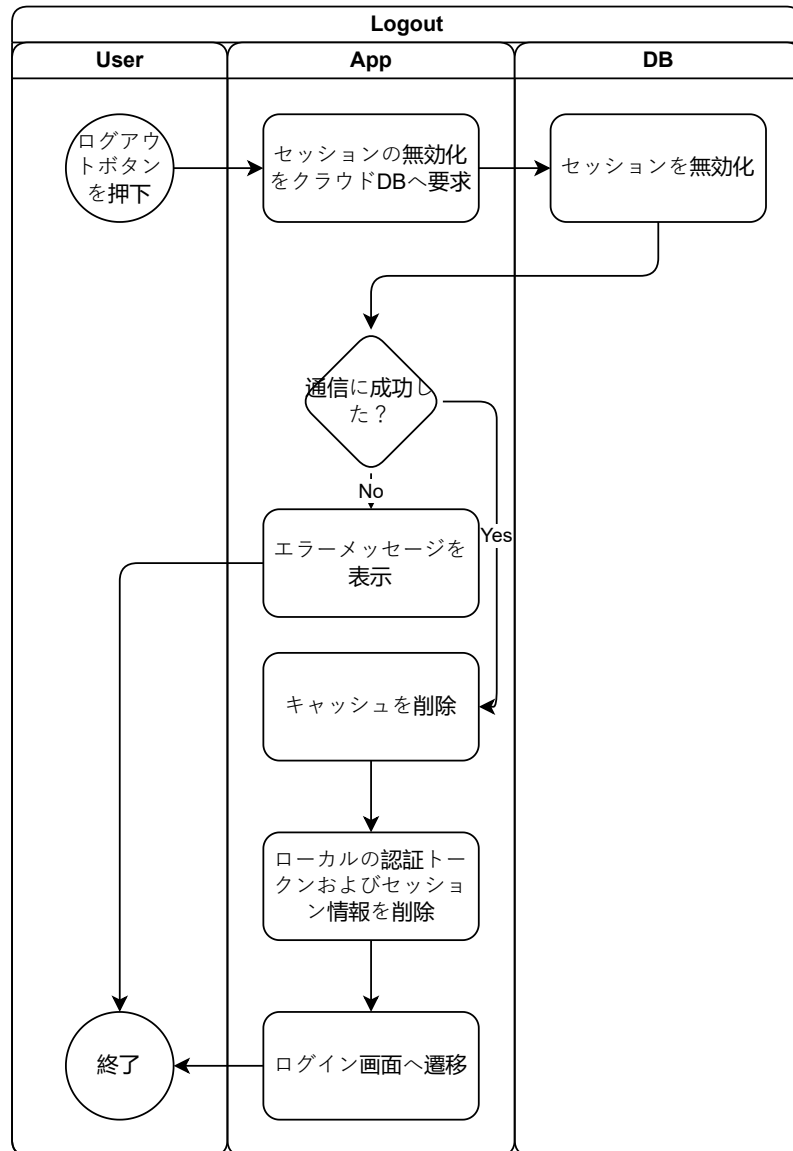 Logout
User
App
DB
ログアウ
トボタン
を押下
セッションの無効化
をクラウドDBへ要求
セッションを無効化
通信に成功し
た？
No
エラーメッセージを
表示
Yes
キャッシュを削除
ローカルの認証トー
クンおよびセッショ
ン情報を削除
終了
ログイン画面へ遷移